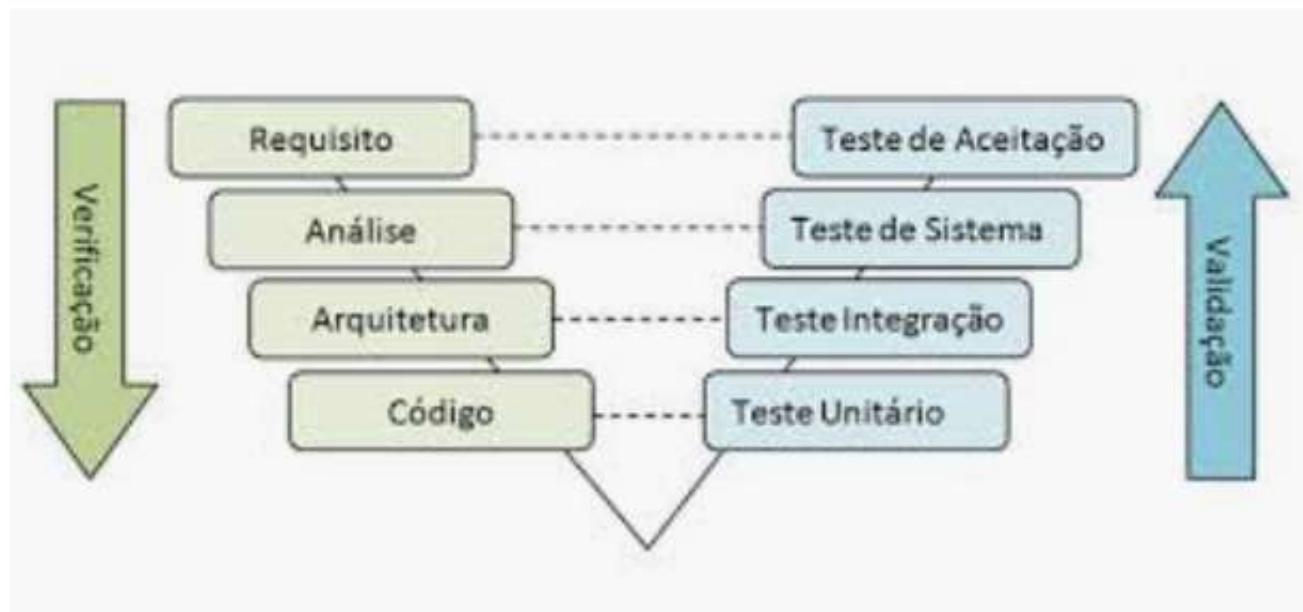 Verificação
Requisito
Teste de Aceitação
Análise
Teste de Sistema
Arquitetura
Teste Integração
Código
Teste Unitário
Validação